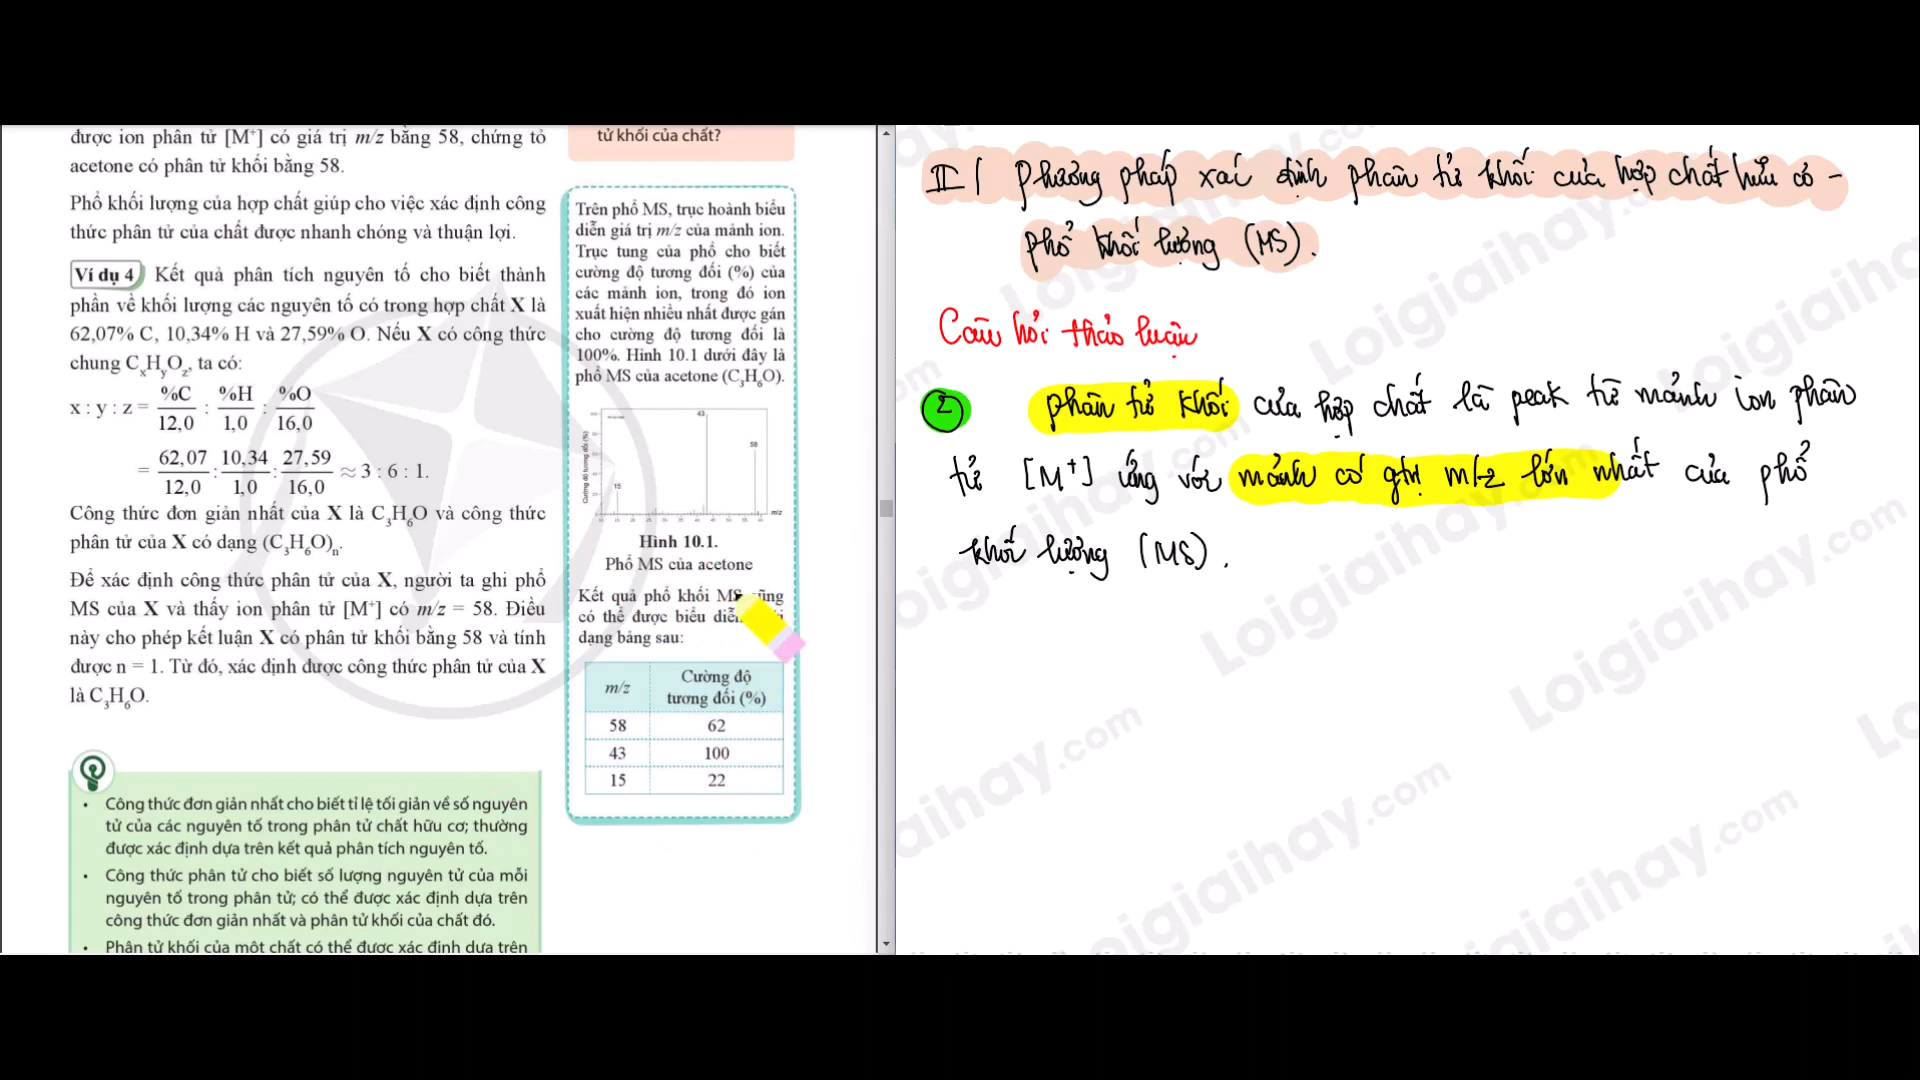 được ion phân tử [M⁺] có giá trị m/z bằng 58, chứng tỏ
acetone có phân tử khối bằng 58.
Phổ khối lượng của hợp chất giúp cho việc xác định công
thức phân tử của chất được nhanh chóng và thuận lợi.
Ví dụ 4 Kết quả phân tích nguyên tố cho biết thành
phần về khối lượng các nguyên tố có trong hợp chất X là
62,07% C, 10,34% H và 27,59% O. Nếu X có công thức
chung CₓHᵧO_z, ta có:
x : y : z = %C/12,0 : %H/1,0 : %O/16,0
= 62,07/12,0 : 10,34/1,0 : 27,59/16,0 ≈ 3 : 6 : 1.
Công thức đơn giản nhất của X là C₃H₆O và công thức
phân tử của X có dạng (C₃H₆O)ₙ.
Để xác định công thức phân tử của X, người ta ghi phổ
MS của X và thấy ion phân tử [M⁺] có m/z = 58. Điều
này cho phép kết luận X có phân tử khối bằng 58 và tính
được n = 1. Từ đó, xác định được công thức phân tử của X
là C₃H₆O.
• Công thức đơn giản nhất cho biết tỉ lệ tối giản về số nguyên
tử của các nguyên tố trong phân tử chất hữu cơ; thường
được xác định dựa trên kết quả phân tích nguyên tố.
• Công thức phân tử cho biết số lượng nguyên tử của mỗi
nguyên tố trong phân tử; có thể được xác định dựa trên
công thức đơn giản nhất và phân tử khối của chất đó.
• Phân tử khối của một chất có thể được xác định dựa trên
tử khối của chất?
Trên phổ MS, trục hoành biểu
diễn giá trị m/z của mảnh ion.
Trục tung của phổ cho biết
cường độ tương đối (%) của
các mảnh ion, trong đó ion
xuất hiện nhiều nhất được gán
cho cường độ tương đối là
100%. Hình 10.1 dưới đây là
phổ MS của acetone (C₃H₆O).
Cường độ tương đối (%)
43
58
15
m/z
Hình 10.1.
Phổ MS của acetone
Kết quả phổ khối MS cũng
có thể được biểu diễn
dạng bảng sau:
m/z Cường độ tương đối (%)
58 62
43 100
15 22
II / Phương pháp xác định phân tử khối của hợp chất hữu cơ -
phổ khối lượng (MS).
Câu hỏi thảo luận
2 phân tử khối của hợp chất là peak từ mảnh ion phân
tử [M⁺] ứng với mảnh có gtrị m/z lớn nhất của phổ
khối lượng (MS).
Loigiaihay.com